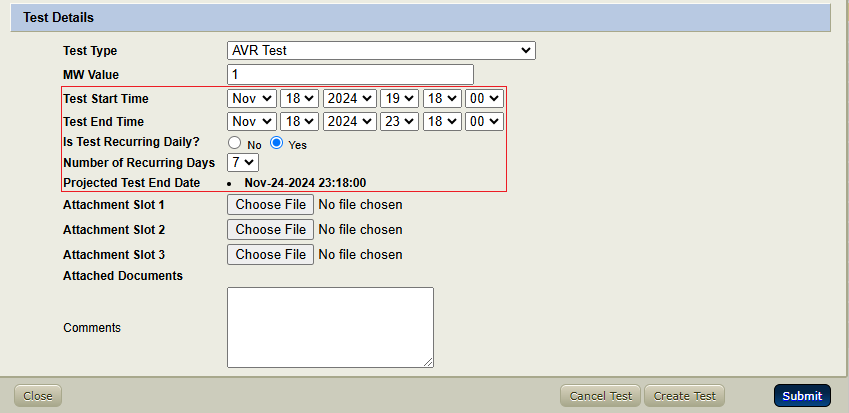 Test Details
Test Type AVR Test
MW Value 1
Test Start Time Nov 18 2024 19 18 00
Test End Time Nov 18 2024 23 18 00
Is Test Recurring Daily? No Yes
Number of Recurring Days 7
Projected Test End Date • Nov-24-2024 23:18:00
Attachment Slot 1 Choose File No file chosen
Attachment Slot 2 Choose File No file chosen
Attachment Slot 3 Choose File No file chosen
Attached Documents
Comments
Close Cancel Test Create Test Submit